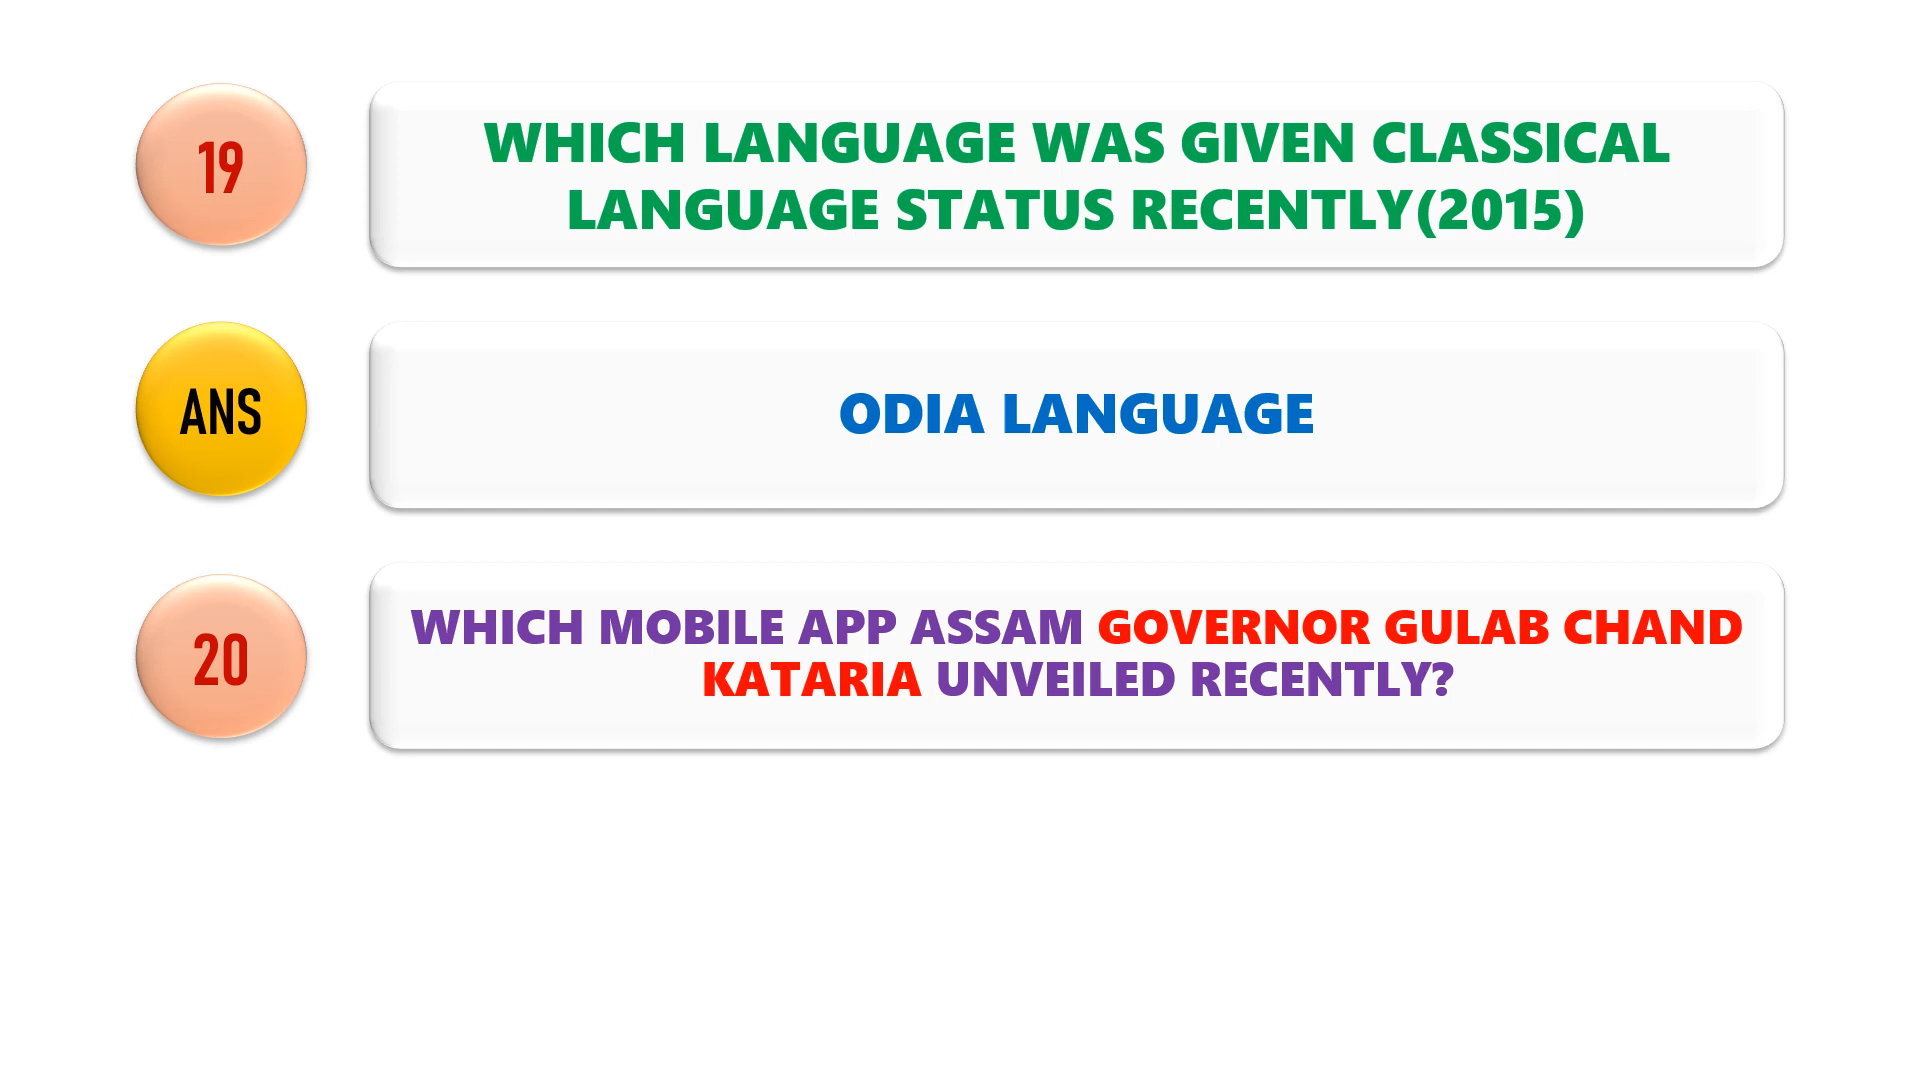 19
WHICH LANGUAGE WAS GIVEN CLASSICAL
LANGUAGE STATUS RECENTLY(2015)
ANS
ODIA LANGUAGE
20
WHICH MOBILE APP ASSAM GOVERNOR GULAB CHAND
KATARIA UNVEILED RECENTLY?